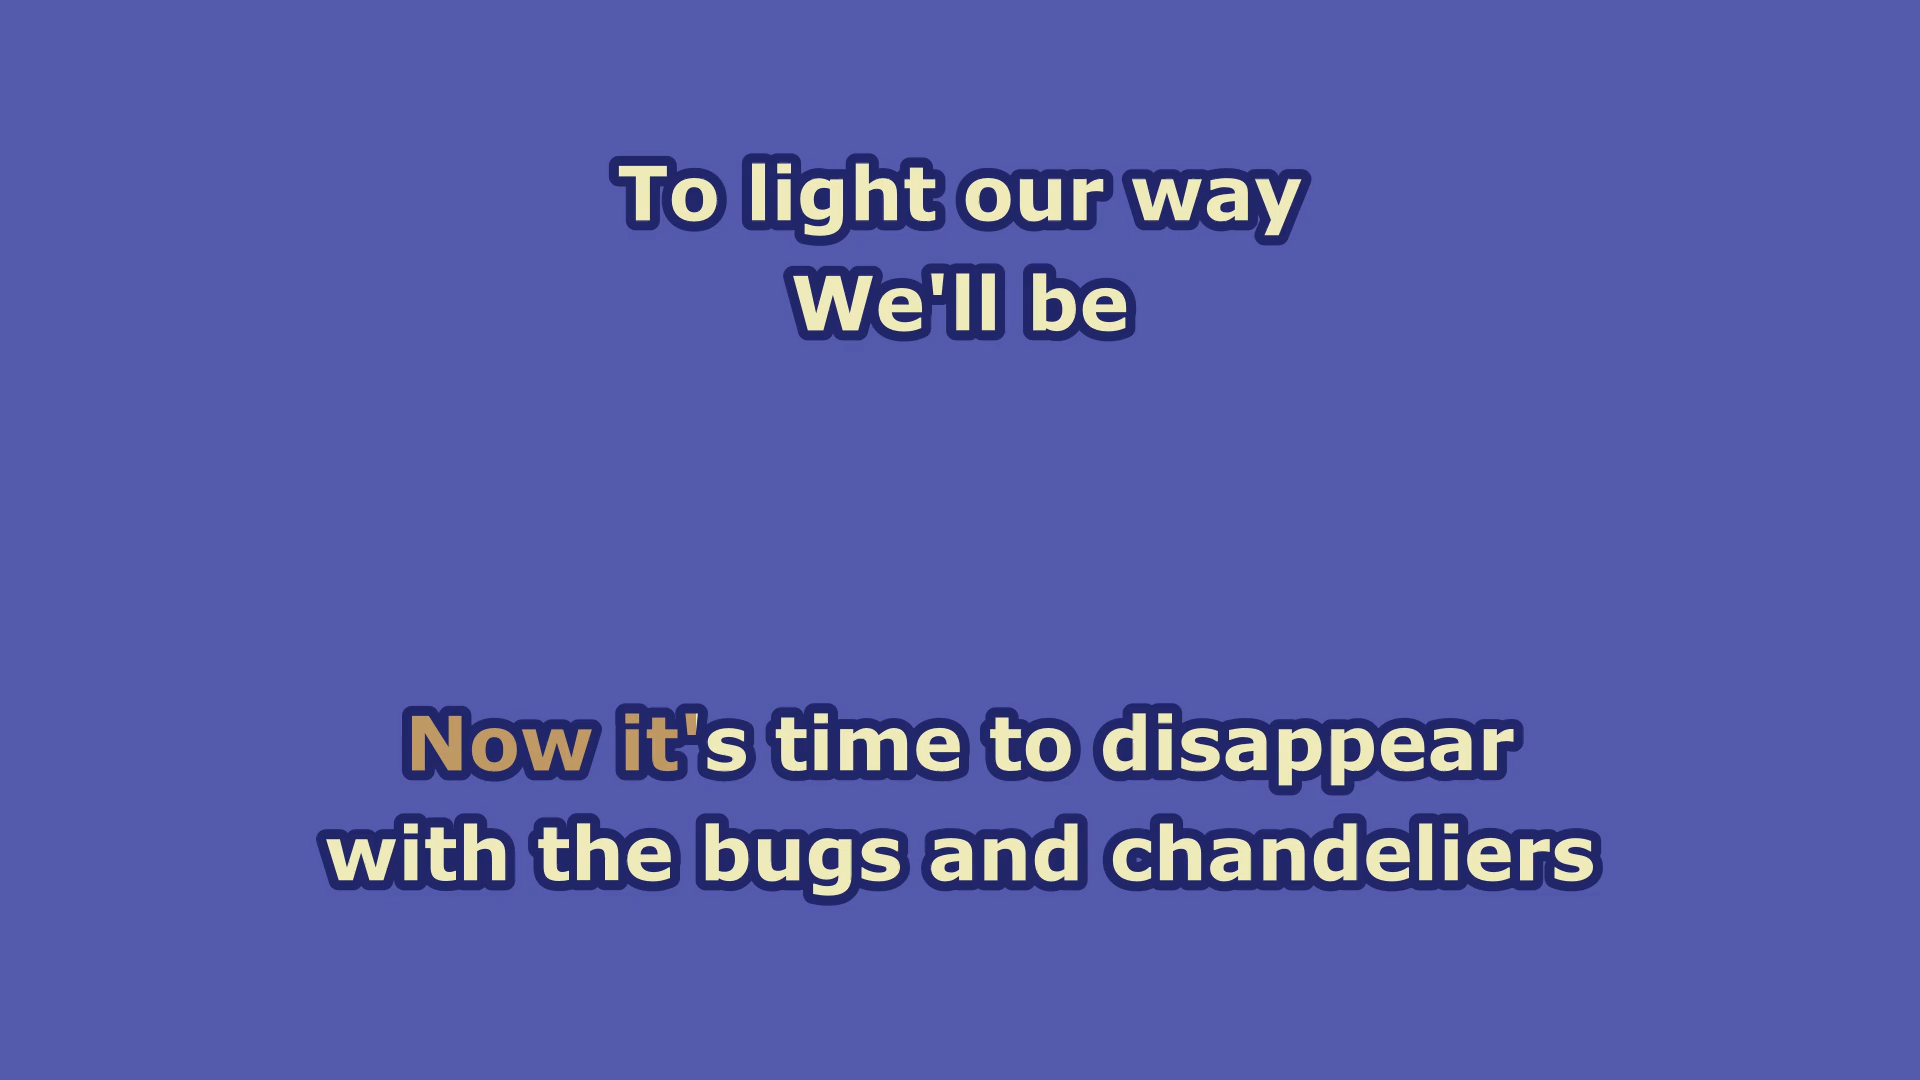 To light our way
We'll be
Now it's time to disappear
with the bugs and chandeliers